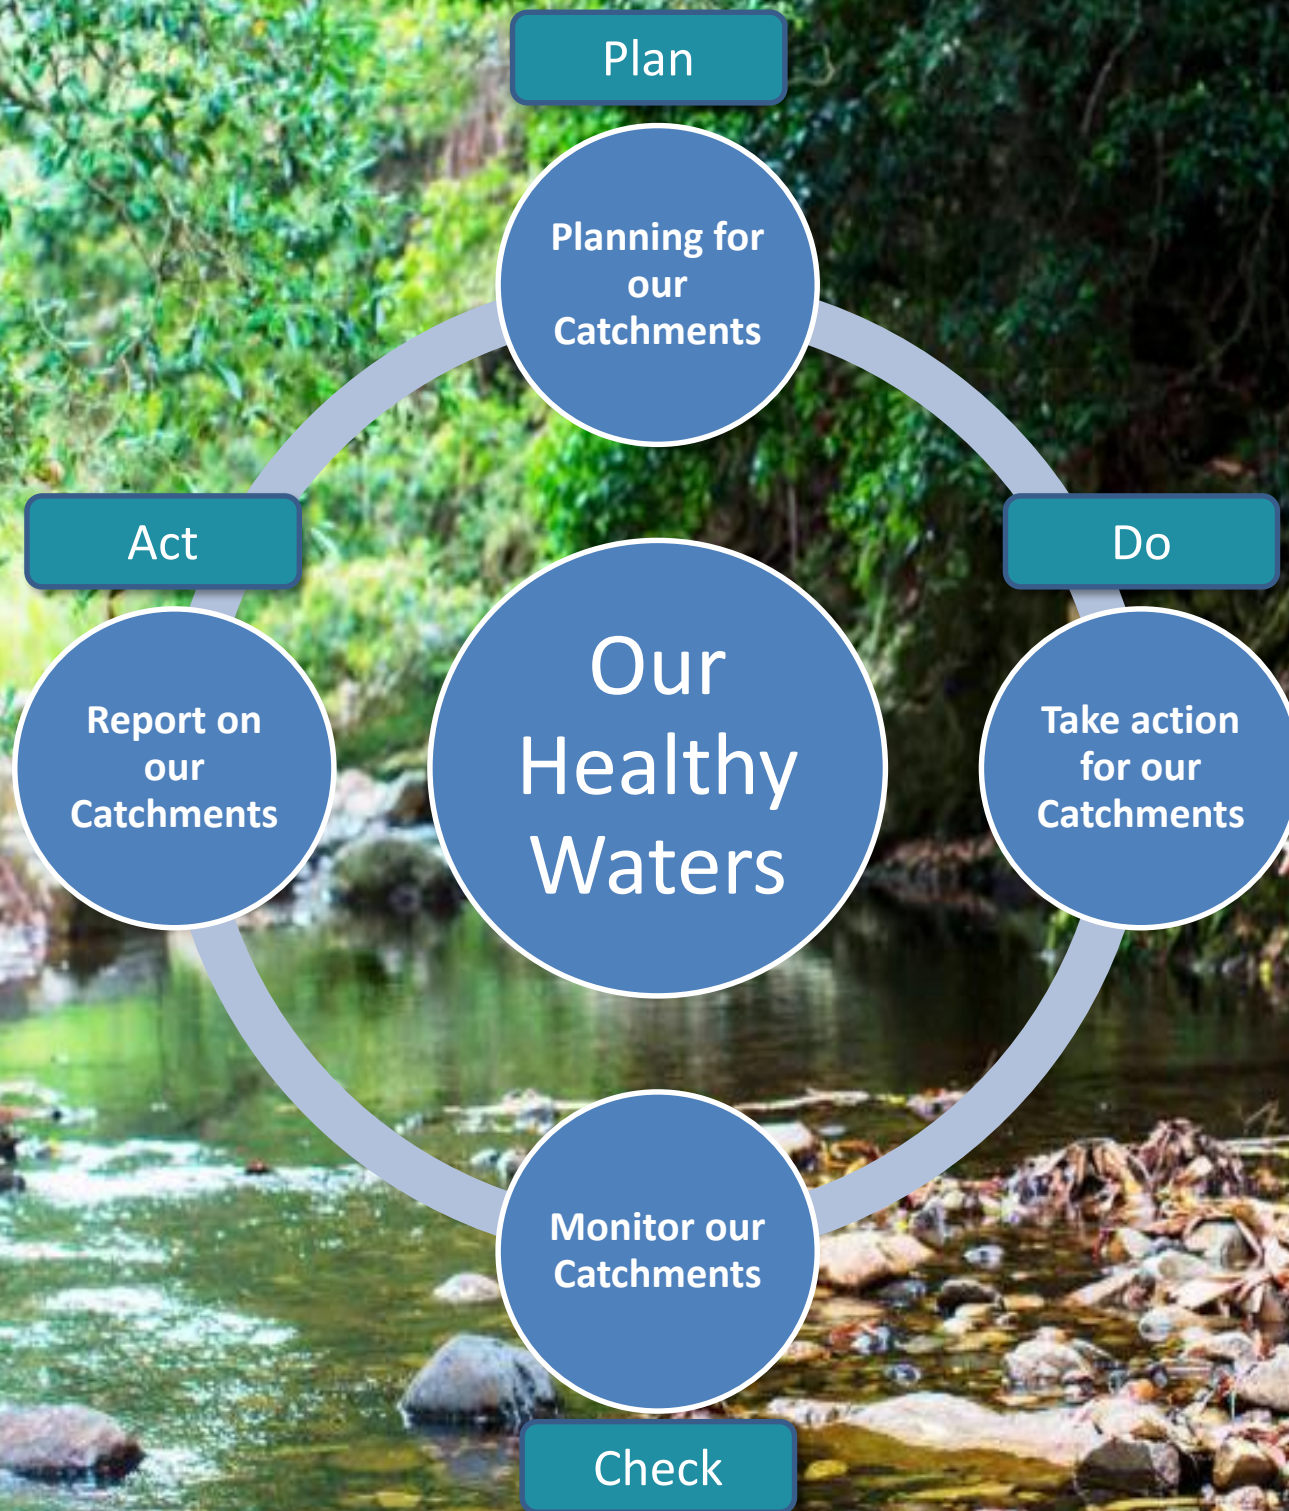 Plan
Planning for
our
Catchments
Act
Do
Report on
our
Catchments
Our
Healthy
Waters
Take action
for our
Catchments
Monitor our
Catchments
Check